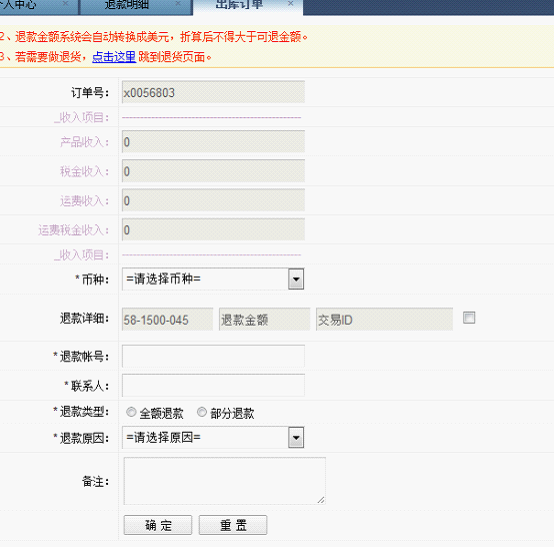 个人中心 × 退款明细 × 出库订单 ×
2、退款金额系统会自动转换成美元，折算后不得大于可退金额。
3、若需要做退货，点击这里 跳到退货页面。
订单号： x0056803
_收入项目： ------------------------------------------------
产品收入： 0
税金收入： 0
运费收入： 0
运费税金收入： 0
_收入项目： ------------------------------------------------
*币种： =请选择币种=
退款详细： 58-1500-045 退款金额 交易ID
*退款帐号：
*联系人：
*退款类型： 全额退款 部分退款
*退款原因： =请选择原因=
备注：
确 定 重 置